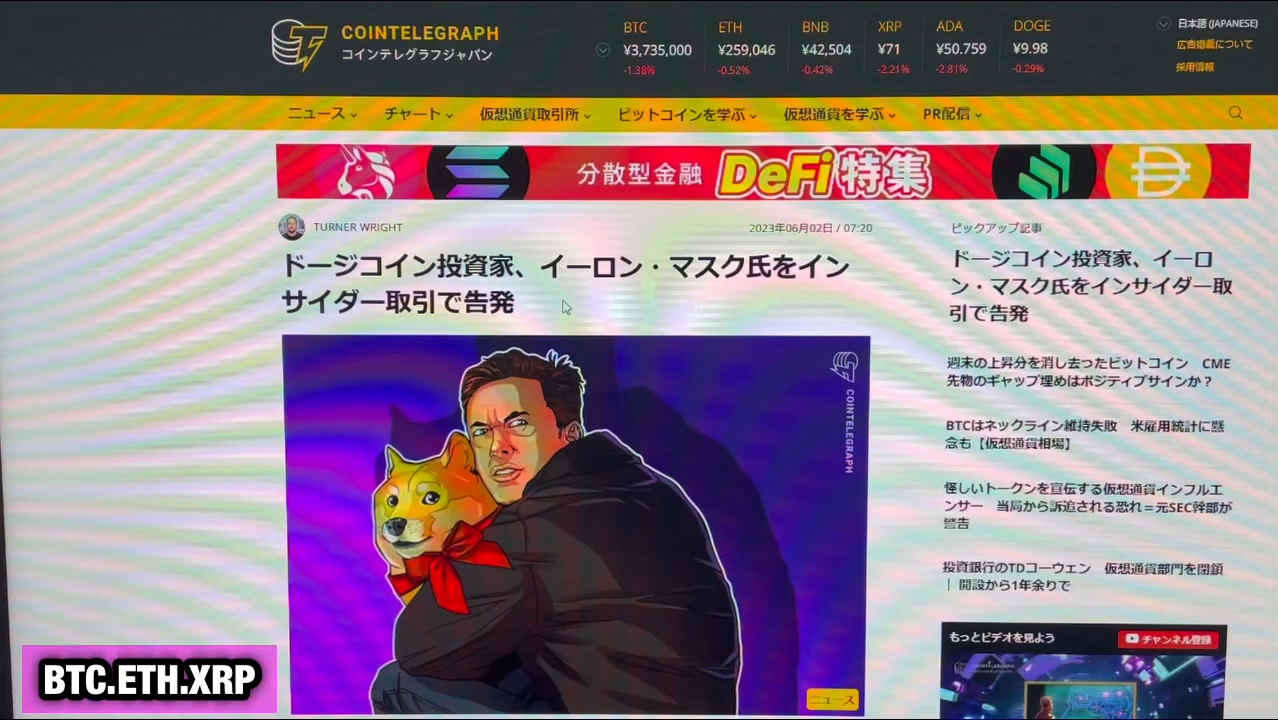 COINTELEGRAPH
コインテレグラフジャパン
BTC
¥3,735,000
-1.38%
ETH
¥259,046
-0.52%
BNB
¥42,504
-0.42%
XRP
¥71
-2.21%
ADA
¥50.759
-2.81%
DOGE
¥9.98
-0.29%
日本語 (JAPANESE)
広告掲載について
採用情報
ニュース
チャート
仮想通貨取引所
ビットコインを学ぶ
仮想通貨を学ぶ
PR配信
分散型金融 DeFi特集
TURNER WRIGHT
2023年06月02日 / 07:20
ドージコイン投資家、イーロン・マスク氏をイン
サイダー取引で告発
COINTELEGRAPH
ニュース
ピックアップ記事
ドージコイン投資家、イーロ
ン・マスク氏をインサイダー取
引で告発
週末の上昇分を消し去ったビットコイン　CME
先物のギャップ埋めはポジティブサインか？
BTCはネックライン維持失敗　米雇用統計に懸
念も【仮想通貨相場】
怪しいトークンを宣伝する仮想通貨インフルエ
ンサー　当局から訴追される恐れ＝元SEC幹部が
警告
投資銀行のTDコーウェン　仮想通貨部門を閉鎖
｜ 開設から1年余りで
もっとビデオを見よう
チャンネル登録
BTC.ETH.XRP